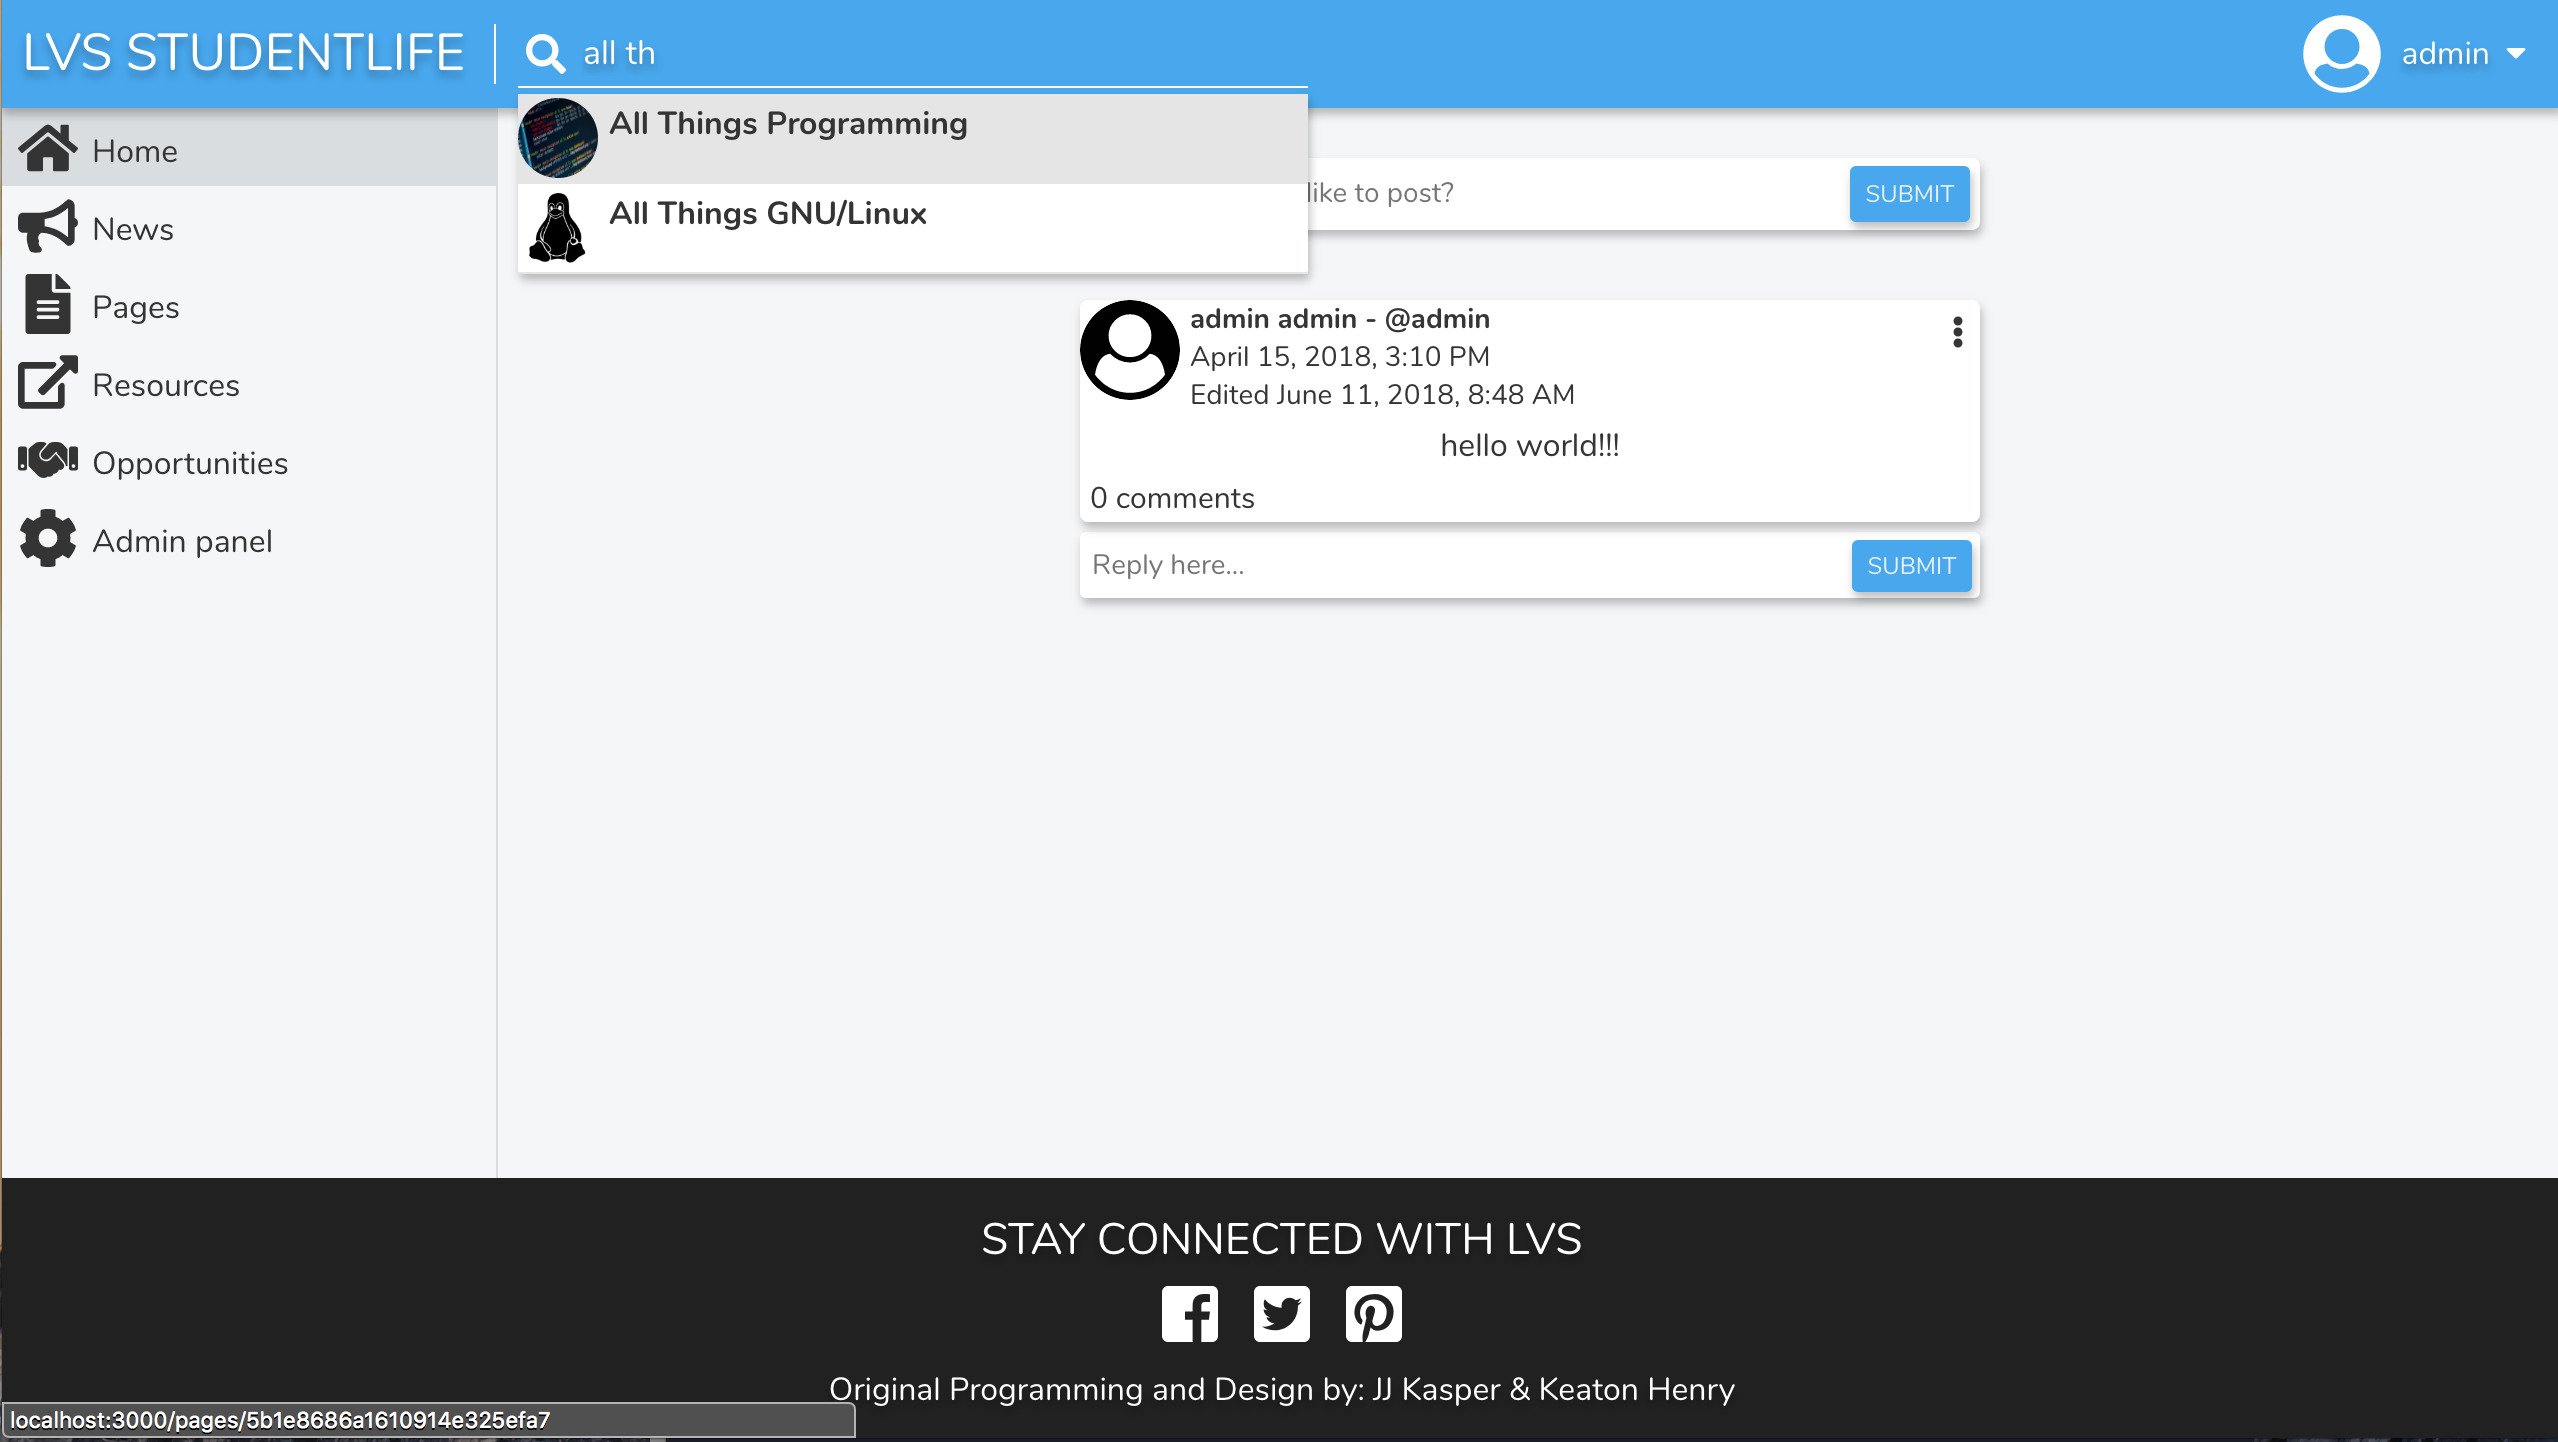 LVS STUDENTLIFE
all th
admin
All Things Programming
All Things GNU/Linux
Home
News
Pages
Resources
Opportunities
Admin panel
like to post?
SUBMIT
admin admin - @admin
April 15, 2018, 3:10 PM
Edited June 11, 2018, 8:48 AM
hello world!!!
0 comments
Reply here...
SUBMIT
STAY CONNECTED WITH LVS
Original Programming and Design by: JJ Kasper & Keaton Henry
localhost:3000/pages/5b1e8686a1610914e325efa7